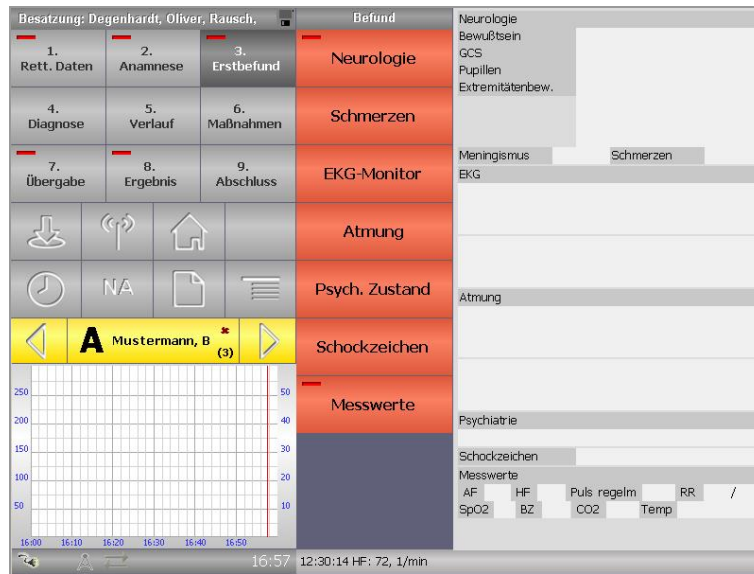 Besatzung: Degenhardt, Oliver, Rausch,
1.
Rett. Daten
2.
Anamnese
3.
Erstbefund
4.
Diagnose
5.
Verlauf
6.
Maßnahmen
7.
Übergabe
8.
Ergebnis
9.
Abschluss
NA
A Mustermann, B
(3)
250
200
150
100
50
50
40
30
20
10
16:00 16:10 16:20 16:30 16:40 16:50
16:57
Befund
Neurologie
Schmerzen
EKG-Monitor
Atmung
Psych. Zustand
Schockzeichen
Messwerte
Neurologie
Bewußtsein
GCS
Pupillen
Extremitätenbew.
Meningismus Schmerzen
EKG
Atmung
Psychiatrie
Schockzeichen
Messwerte
AF HF Puls regelm RR /
SpO2 BZ CO2 Temp
12:30:14 HF: 72, 1/min